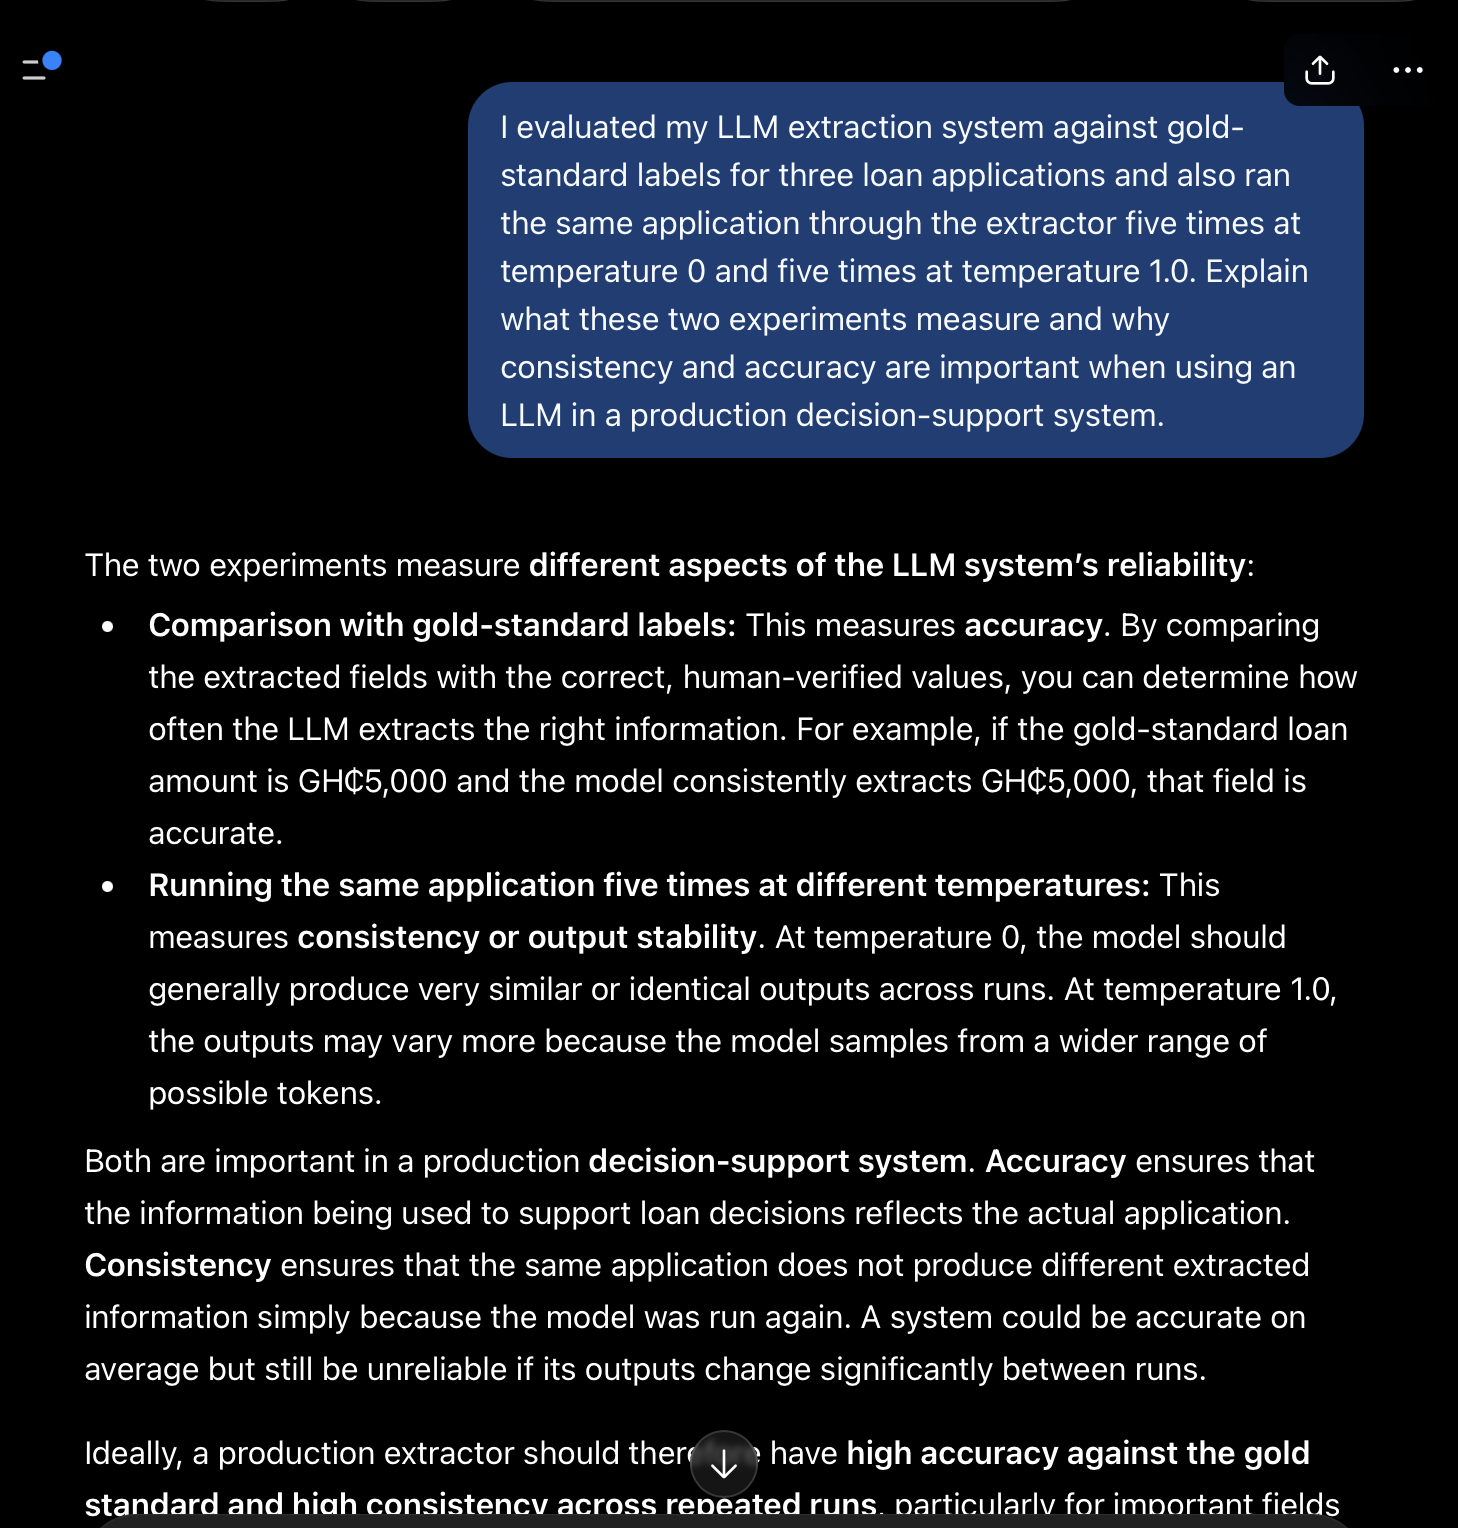 I evaluated my LLM extraction system against gold-
standard labels for three loan applications and also ran
the same application through the extractor five times at
temperature 0 and five times at temperature 1.0. Explain
what these two experiments measure and why
consistency and accuracy are important when using an
LLM in a production decision-support system.
The two experiments measure different aspects of the LLM system's reliability:
• Comparison with gold-standard labels: This measures accuracy. By comparing
the extracted fields with the correct, human-verified values, you can determine how
often the LLM extracts the right information. For example, if the gold-standard loan
amount is GH₵5,000 and the model consistently extracts GH₵5,000, that field is
accurate.
• Running the same application five times at different temperatures: This
measures consistency or output stability. At temperature 0, the model should
generally produce very similar or identical outputs across runs. At temperature 1.0,
the outputs may vary more because the model samples from a wider range of
possible tokens.
Both are important in a production decision-support system. Accuracy ensures that
the information being used to support loan decisions reflects the actual application.
Consistency ensures that the same application does not produce different extracted
information simply because the model was run again. A system could be accurate on
average but still be unreliable if its outputs change significantly between runs.
Ideally, a production extractor should have high accuracy against the gold
standard and high consistency across repeated runs, particularly for important fields